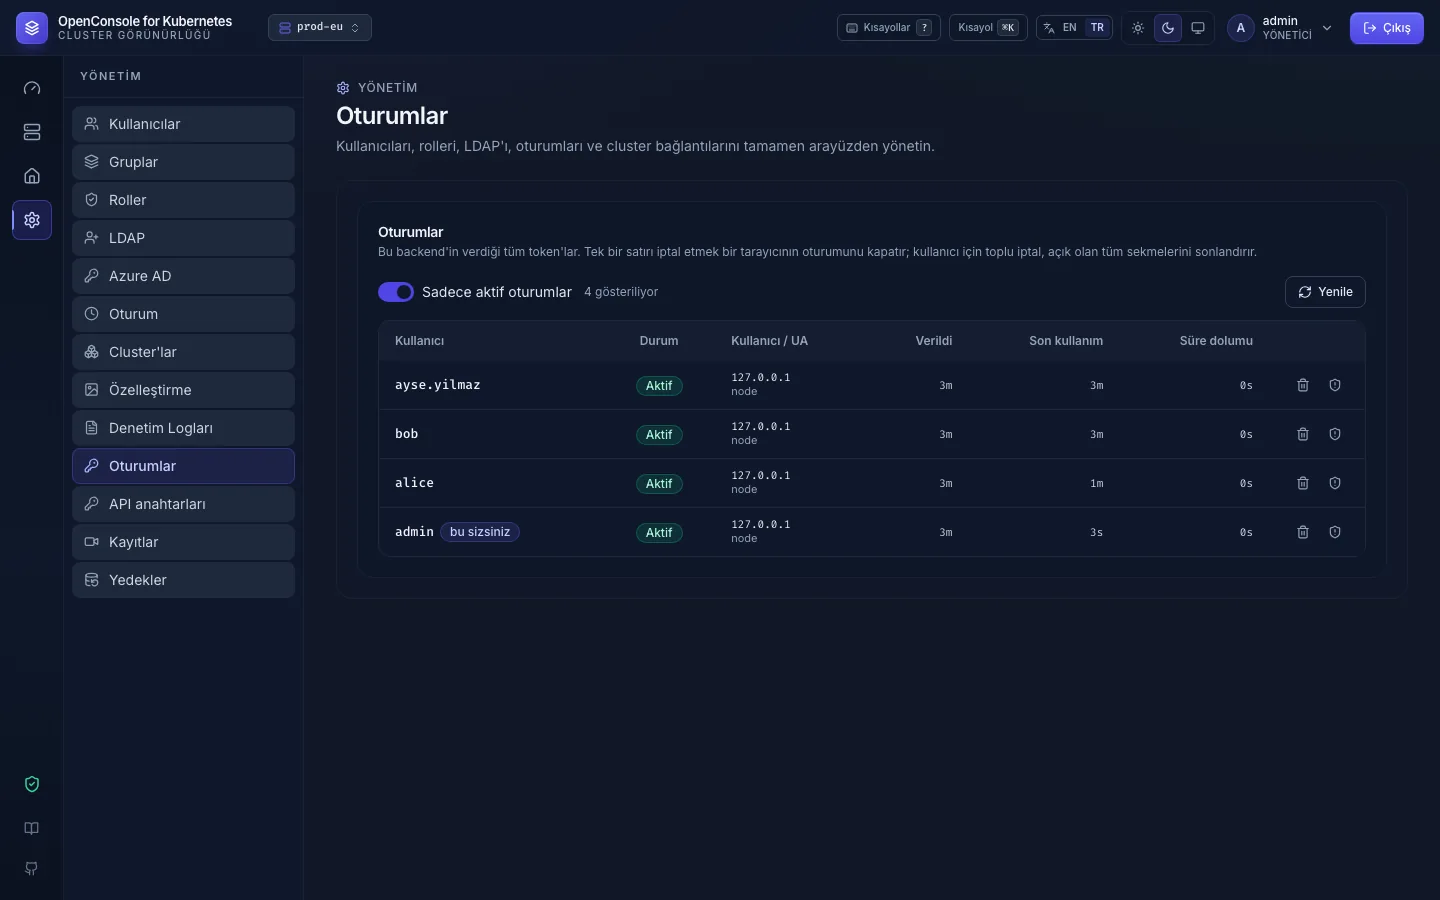 OpenConsole for Kubernetes
CLUSTER GÖRÜNÜRLÜĞÜ
prod-eu
Kısayollar ?
Kısayol ⌘K
EN TR
A
admin
YÖNETİCİ
Çıkış
YÖNETİM
Kullanıcılar
Gruplar
Roller
LDAP
Azure AD
Oturum
Cluster'lar
Özelleştirme
Denetim Logları
Oturumlar
API anahtarları
Kayıtlar
Yedekler
YÖNETİM
Oturumlar
Kullanıcıları, rolleri, LDAP'ı, oturumları ve cluster bağlantılarını tamamen arayüzden yönetin.
Oturumlar
Bu backend'in verdiği tüm token'lar. Tek bir satırı iptal etmek bir tarayıcının oturumunu kapatır; kullanıcı için toplu iptal, açık olan tüm sekmelerini sonlandırır.
Sadece aktif oturumlar 4 gösteriliyor
Yenile
Kullanıcı Durum Kullanıcı / UA Verildi Son kullanım Süre dolumu
ayse.yilmaz Aktif 127.0.0.1 3m 3m 0s
node
bob Aktif 127.0.0.1 3m 3m 0s
node
alice Aktif 127.0.0.1 3m 1m 0s
node
admin bu sizsiniz Aktif 127.0.0.1 3m 3s 0s
node